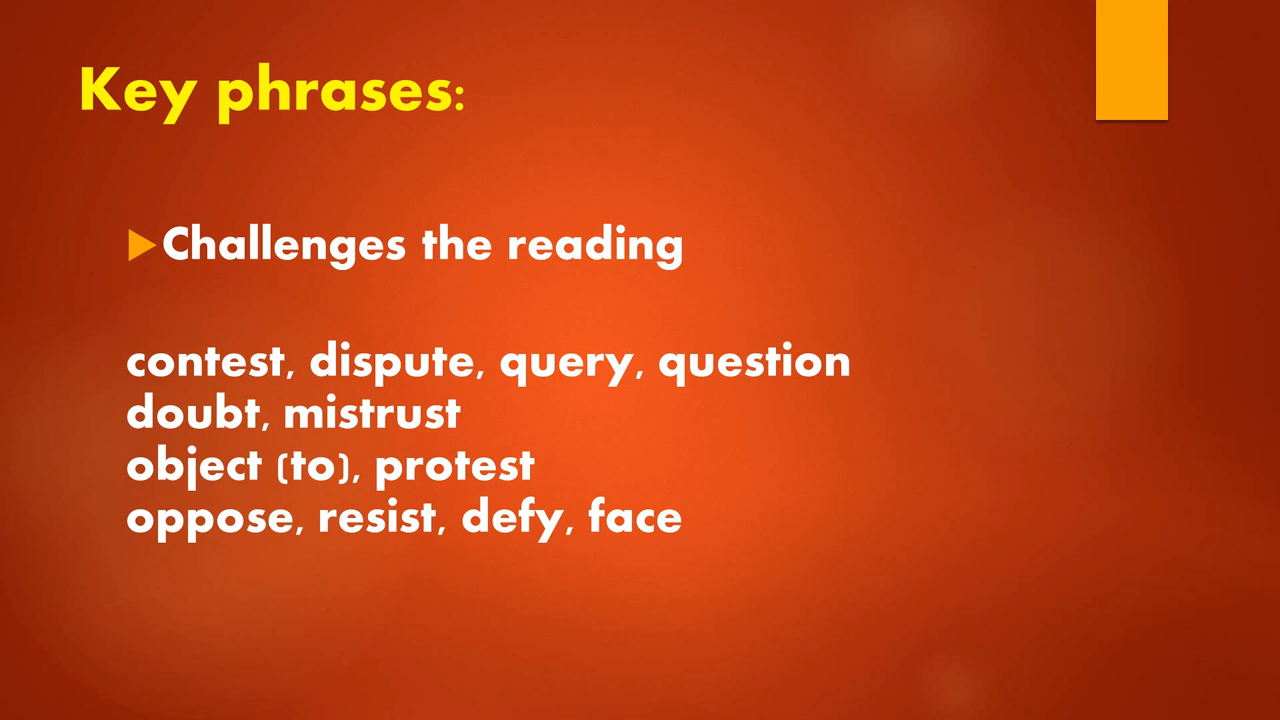 Key phrases:
Challenges the reading
contest, dispute, query, question
doubt, mistrust
object (to), protest
oppose, resist, defy, face